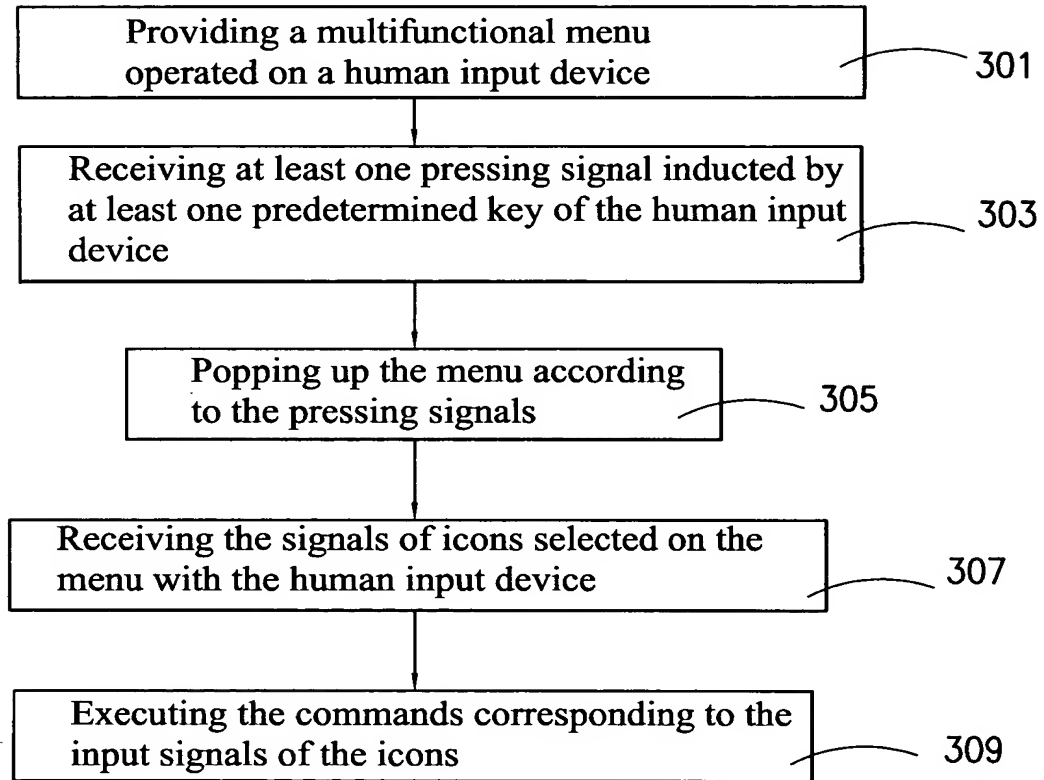 Providing a multifunctional menu
operated on a human input device
301
Receiving at least one pressing signal inducted by
at least one predetermined key of the human input
device
303
Popping up the menu according
to the pressing signals
305
Receiving the signals of icons selected on the
menu with the human input device
307
Executing the commands corresponding to the
input signals of the icons
309